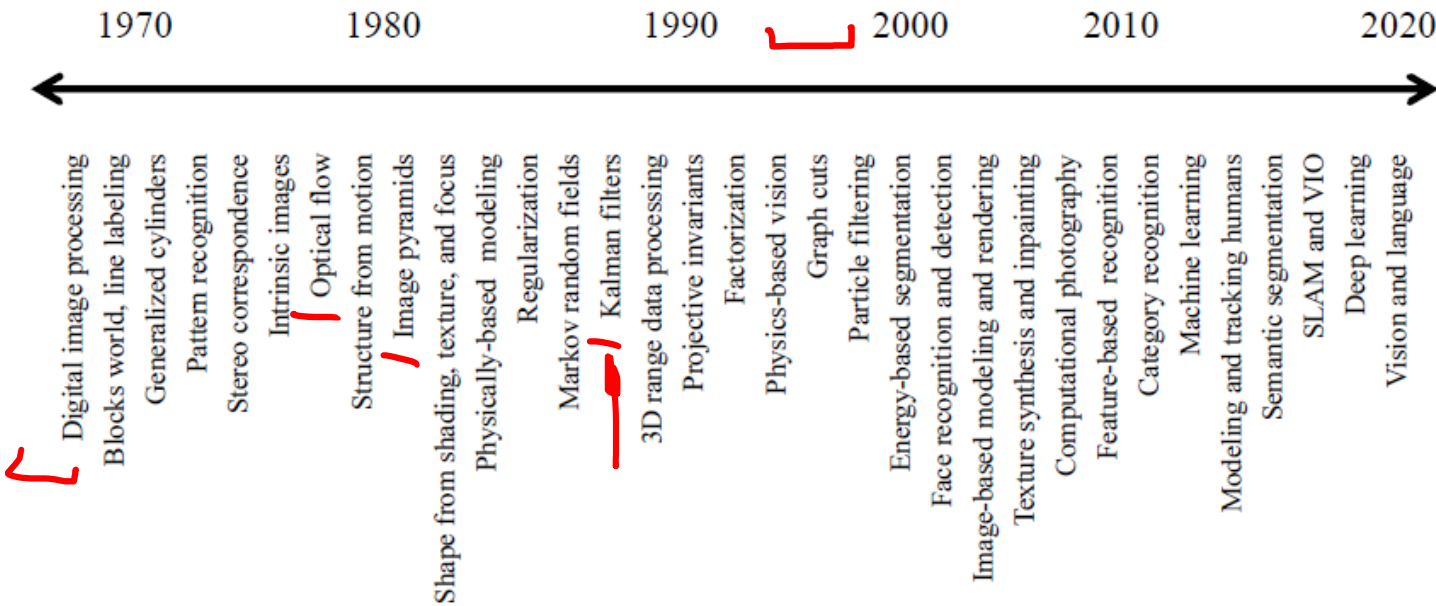 1970 1980 1990 2000 2010 2020
Digital image processing
Blocks world, line labeling
Generalized cylinders
Pattern recognition
Stereo correspondence
Intrinsic images
Optical flow
Structure from motion
Image pyramids
Shape from shading, texture, and focus
Physically-based modeling
Regularization
Markov random fields
Kalman filters
3D range data processing
Projective invariants
Factorization
Physics-based vision
Graph cuts
Particle filtering
Energy-based segmentation
Face recognition and detection
Image-based modeling and rendering
Texture synthesis and inpainting
Computational photography
Feature-based recognition
Category recognition
Machine learning
Modeling and tracking humans
Semantic segmentation
SLAM and VIO
Deep learning
Vision and language